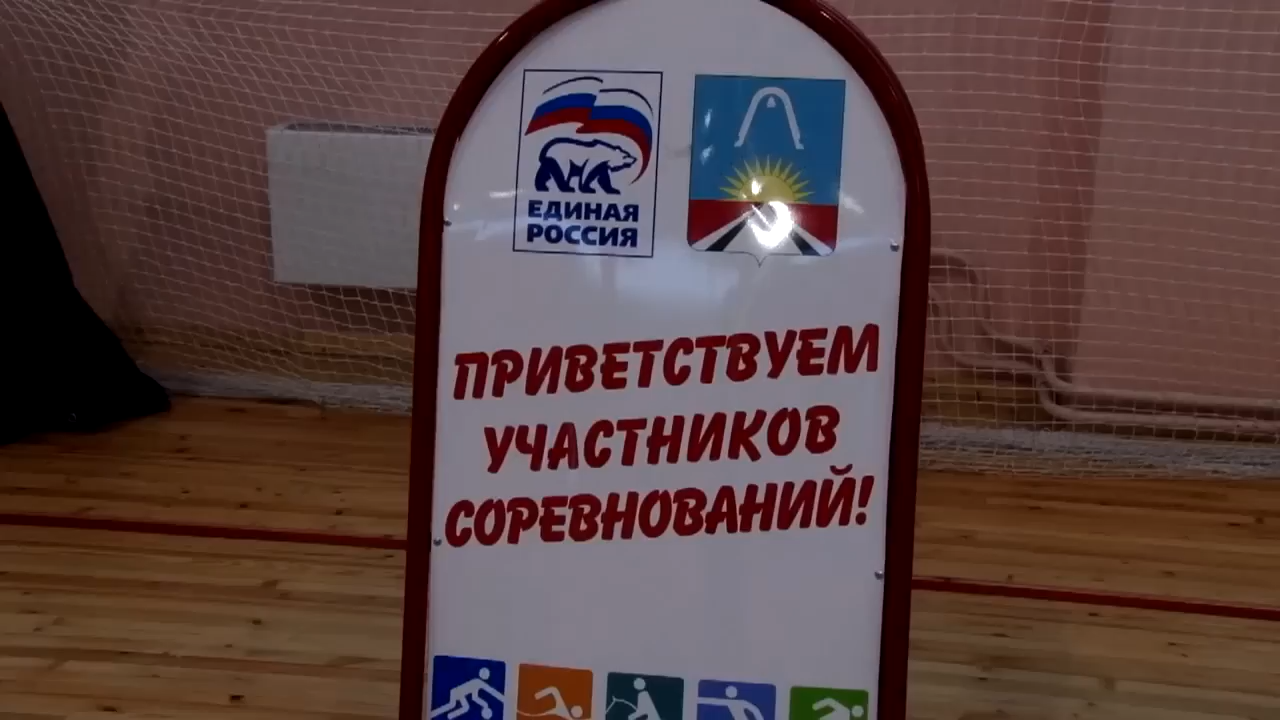 ЕДИНАЯ
РОССИЯ
ПРИВЕТСТВУЕМ
УЧАСТНИКОВ
СОРЕВНОВАНИЙ!